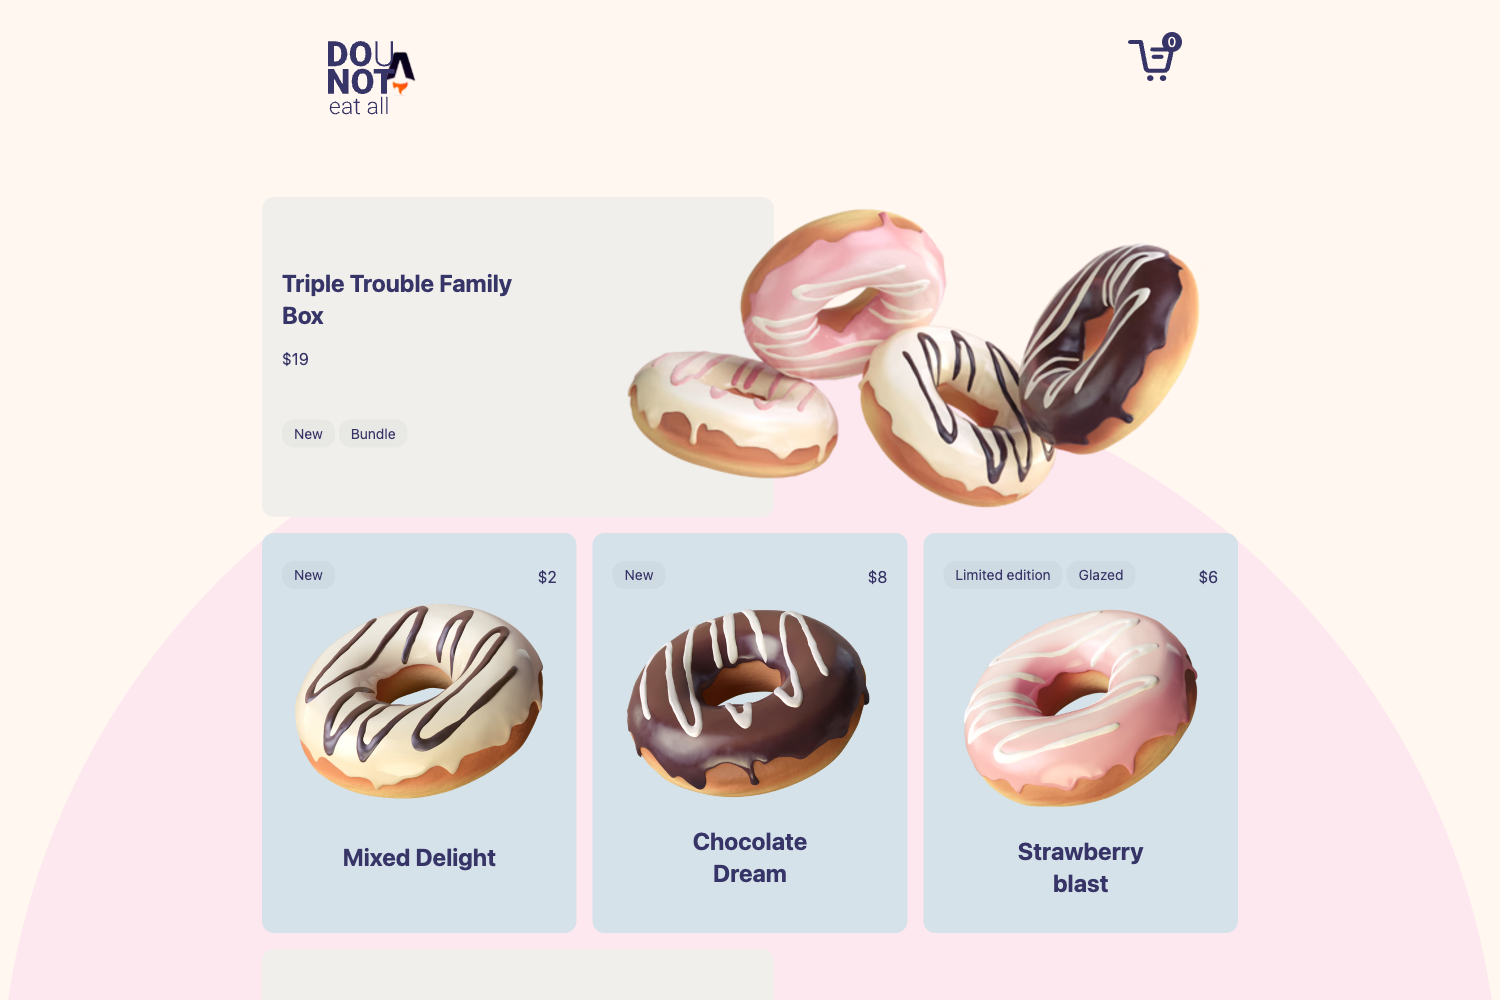 DOU
NOT
eat all
0
Triple Trouble Family
Box
$19
New Bundle
New $2
New $8
Limited edition Glazed $6
Mixed Delight
Chocolate
Dream
Strawberry
blast